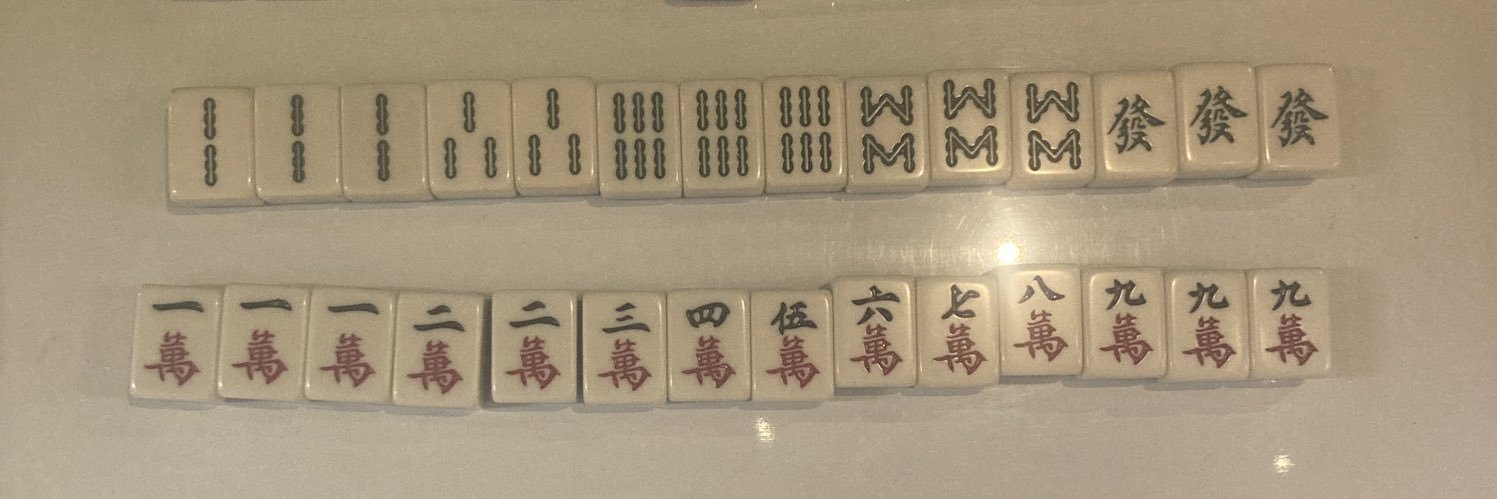 發 發 發
一萬 一萬 一萬 二萬 二萬 三萬 四萬 伍萬 六萬 七萬 八萬 九萬 九萬 九萬